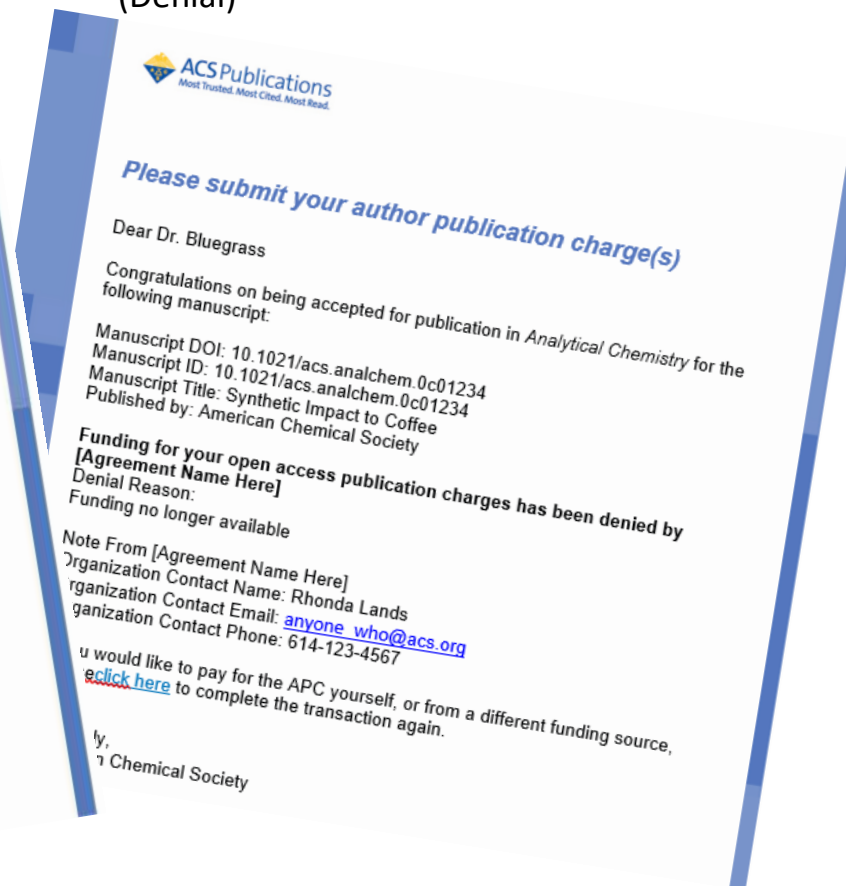 (Denial)
ACS Publications
Most Trusted. Most Cited. Most Read.
Please submit your author publication charge(s)
Dear Dr. Bluegrass
Congratulations on being accepted for publication in Analytical Chemistry for the
following manuscript:
Manuscript DOI: 10.1021/acs.analchem.0c01234
Manuscript ID: 10.1021/acs.analchem.0c01234
Manuscript Title: Synthetic Impact to Coffee
Published by: American Chemical Society
Funding for your open access publication charges has been denied by
[Agreement Name Here]
Denial Reason:
Funding no longer available
Note From [Agreement Name Here]
Organization Contact Name: Rhonda Lands
rganization Contact Email: anyone_who@acs.org
ganization Contact Phone: 614-123-4567
u would like to pay for the APC yourself, or from a different funding source,
eclick here to complete the transaction again.
ly,
n Chemical Society